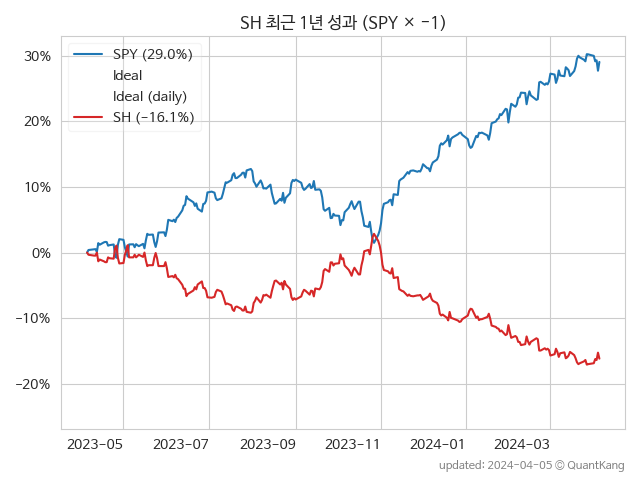 SH 최근 1년 성과 (SPY × −1)
SPY (29.0%)
Ideal
Ideal (daily)
SH (−16.1%)
30%
20%
10%
0%
−10%
−20%
2023-05 2023-07 2023-09 2023-11 2024-01 2024-03
updated: 2024-04-05 © QuantKang